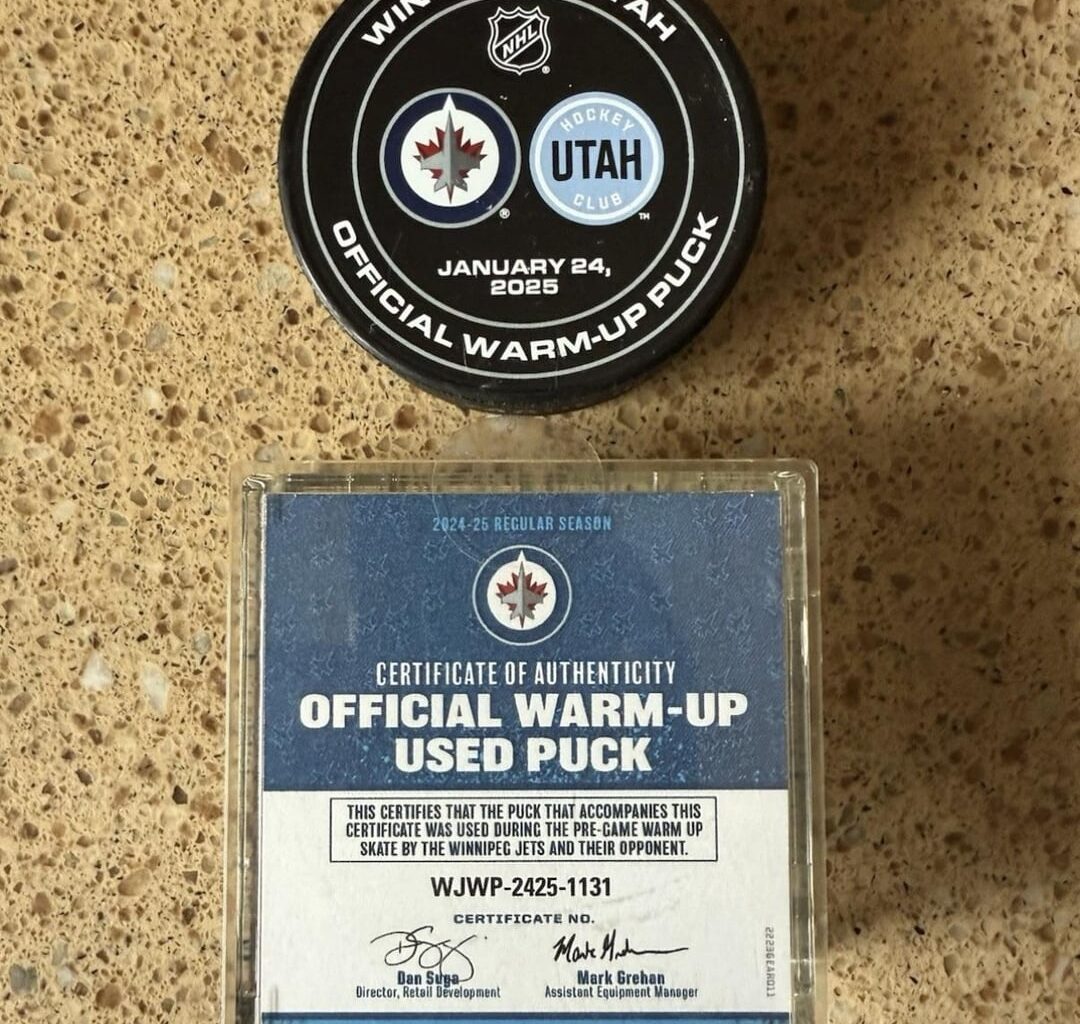 WIN
TAH
NHL
HOCKEY
UTAH
CLUB
JANUARY 24,
2025
OFFICIAL WARM-UP PUCK
2024-25 REGULAR SEASON
CERTIFICATE OF AUTHENTICITY
OFFICIAL WARM-UP
USED PUCK
THIS CERTIFIES THAT THE PUCK THAT ACCOMPANIES THIS
CERTIFICATE WAS USED DURING THE PRE-GAME WARM UP
SKATE BY THE WINNIPEG JETS AND THEIR OPPONENT.
WJWP-2425-1131
CERTIFICATE NO.
Dan Suga
Director, Retail Development
Mark Grehan
Assistant Equipment Manager